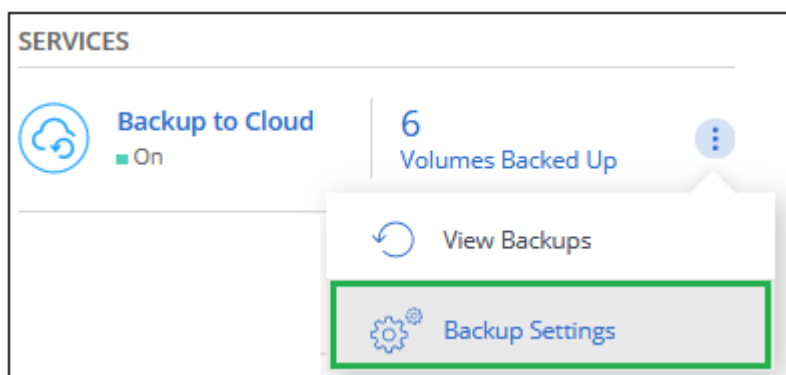 SERVICES
Backup to Cloud
On
6
Volumes Backed Up
View Backups
Backup Settings